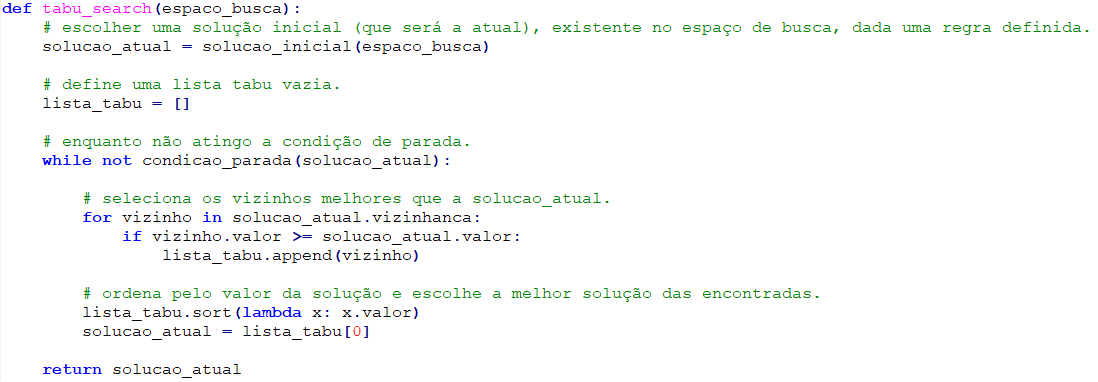 def tabu_search(espaco_busca):
# escolher uma solução inicial (que será a atual), existente no espaço de busca, dada uma regra definida.
solucao_atual = solucao_inicial(espaco_busca)
# define uma lista tabu vazia.
lista_tabu = []
# enquanto não atingo a condição de parada.
while not condicao_parada(solucao_atual):
# seleciona os vizinhos melhores que a solucao_atual.
for vizinho in solucao_atual.vizinhanca:
if vizinho.valor >= solucao_atual.valor:
lista_tabu.append(vizinho)
# ordena pelo valor da solução e escolhe a melhor solução das encontradas.
lista_tabu.sort(lambda x: x.valor)
solucao_atual = lista_tabu[0]
return solucao_atual